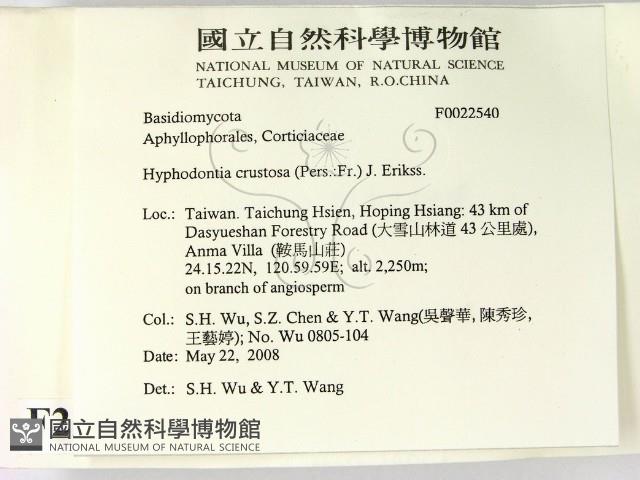 國立自然科學博物館
NATIONAL MUSEUM OF NATURAL SCIENCE
TAICHUNG, TAIWAN, R.O.CHINA
Basidiomycota F0022540
Aphyllophorales, Corticiaceae
Hyphodontia crustosa (Pers.:Fr.) J. Erikss.
Loc.: Taiwan. Taichung Hsien, Hoping Hsiang: 43 km of
Dasyueshan Forestry Road (大雪山林道 43 公里處),
Anma Villa (鞍馬山莊)
24.15.22N, 120.59.59E; alt. 2,250m;
on branch of angiosperm
Col.: S.H. Wu, S.Z. Chen & Y.T. Wang(吳聲華, 陳秀珍,
王藝婷); No. Wu 0805-104
Date: May 22, 2008
Det.: S.H. Wu & Y.T. Wang
國立自然科學博物館
NATIONAL MUSEUM OF NATURAL SCIENCE